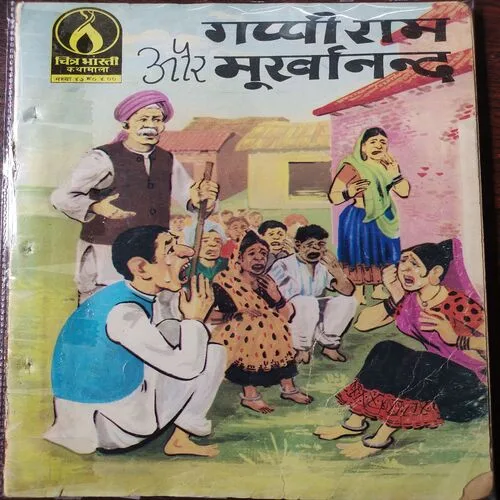 गप्पीराम
और मूर्खानन्द
चित्र भारती
कथामाला